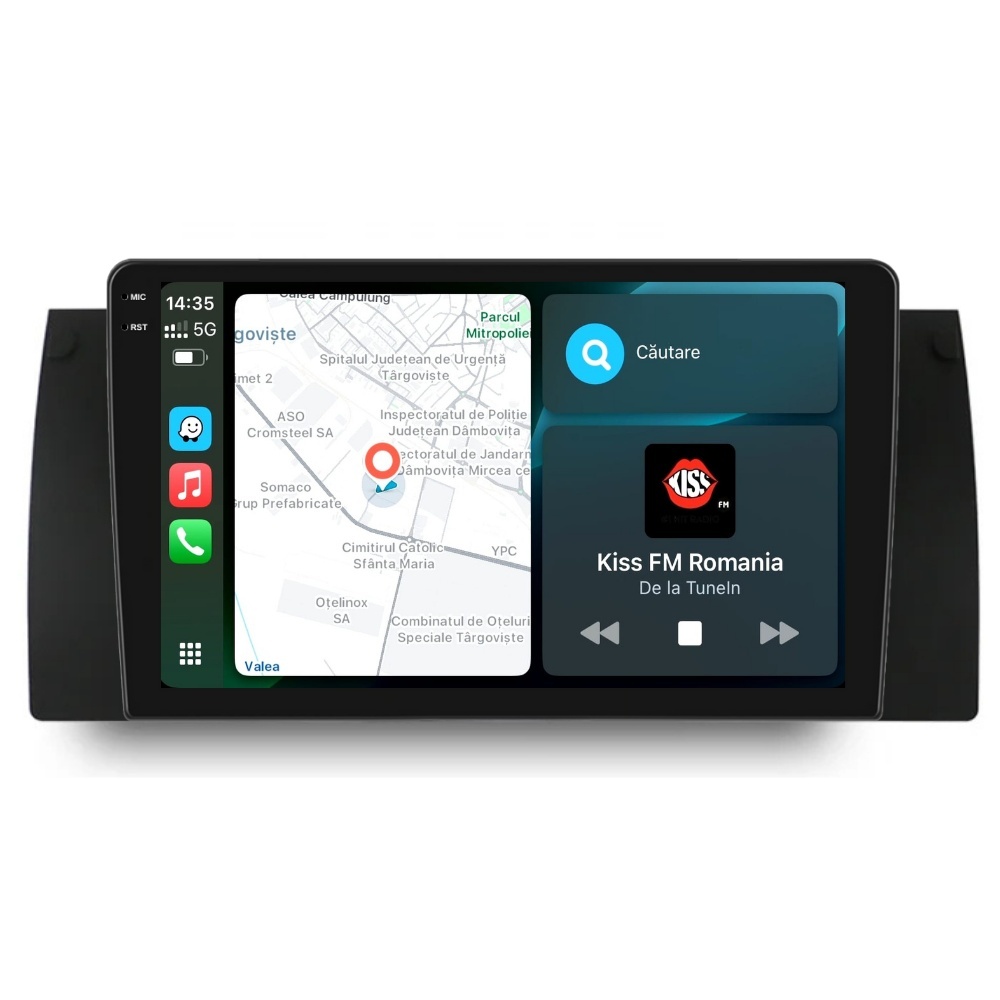 MIC
RST
14:35
5G
Calea Câmpulung
goviște
Parcul
Mitropoliei
Spitalul Județean de Urgență
Târgoviște
imet 2
ASO
Cromsteel SA
Inspectoratul de Poliție
Județean Dâmbovița
ectoratul de Jandarm
Dâmbovița Mircea ce
Somaco
Grup Prefabricate
Cimitirul Catolic
Sfânta Maria
YPC
Oțelinox
SA
Combinatul de Oțeluri
Speciale Târgoviște
Valea
Căutare
KISS
FM
Kiss FM Romania
De la TuneIn